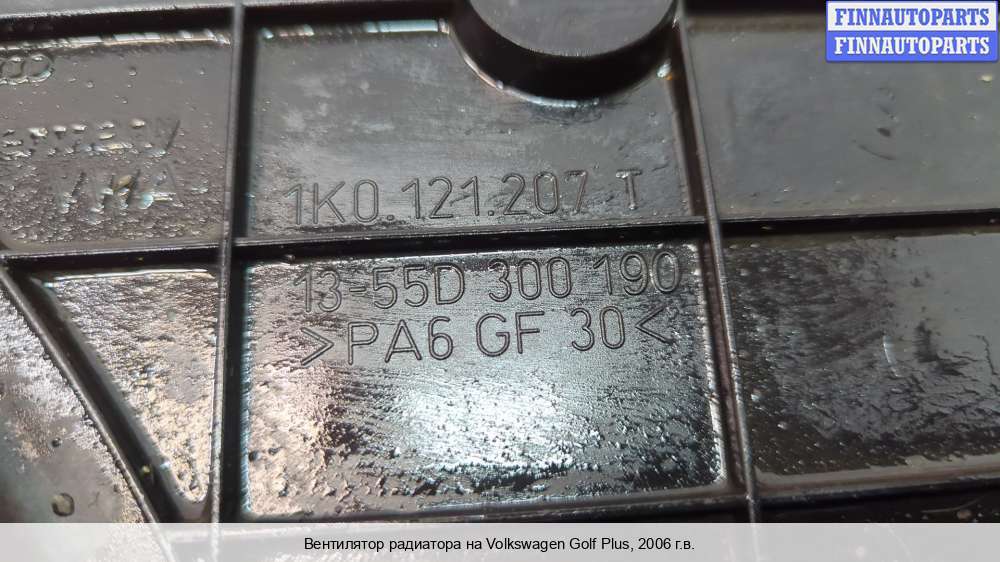 FINNAUTOPARTS
FINNAUTOPARTS
1K0.121.207 T
13-55D 300 190
>PA6 GF 30<
Вентилятор радиатора на Volkswagen Golf Plus, 2006 г.в.